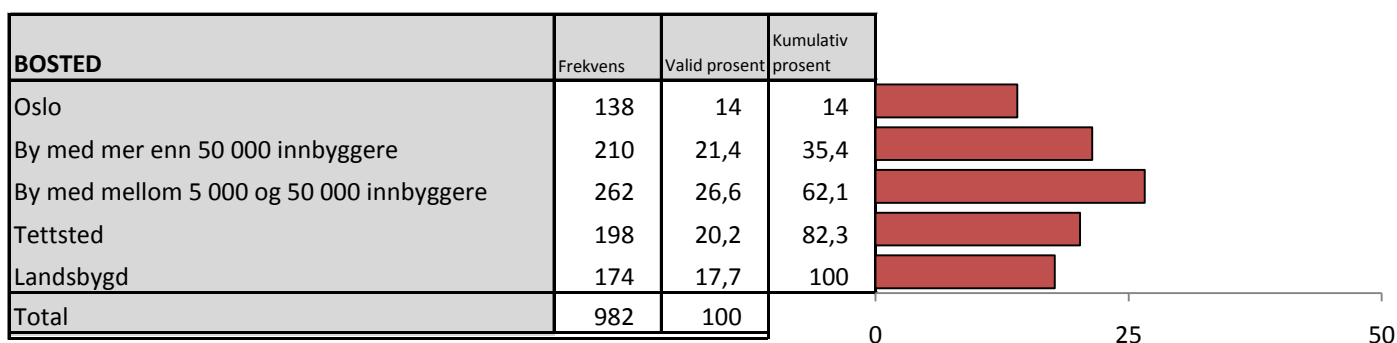 BOSTED Frekvens Valid prosent Kumulativ prosent
Oslo 138 14 14
By med mer enn 50 000 innbyggere 210 21,4 35,4
By med mellom 5 000 og 50 000 innbyggere 262 26,6 62,1
Tettsted 198 20,2 82,3
Landsbygd 174 17,7 100
Total 982 100
0 25 50